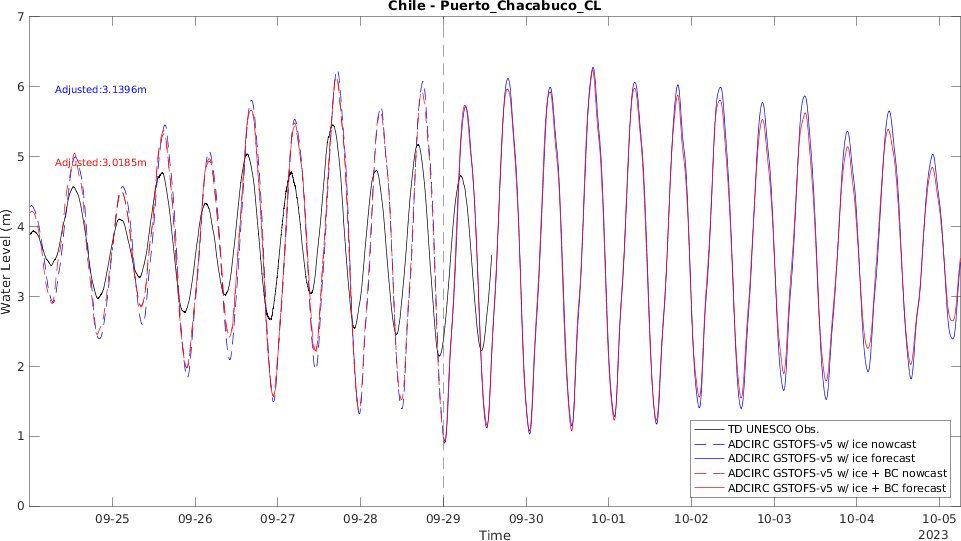 Chile - Puerto_Chacabuco_CL
7
6
5
4
3
2
1
0
Water Level (m)
Adjusted:3.1396m
Adjusted:3.0185m
TD UNESCO Obs.
ADCIRC GSTOFS-v5 w/ ice nowcast
ADCIRC GSTOFS-v5 w/ ice forecast
ADCIRC GSTOFS-v5 w/ ice + BC nowcast
ADCIRC GSTOFS-v5 w/ ice + BC forecast
09-25 09-26 09-27 09-28 09-29 09-30 10-01 10-02 10-03 10-04 10-05
Time
2023